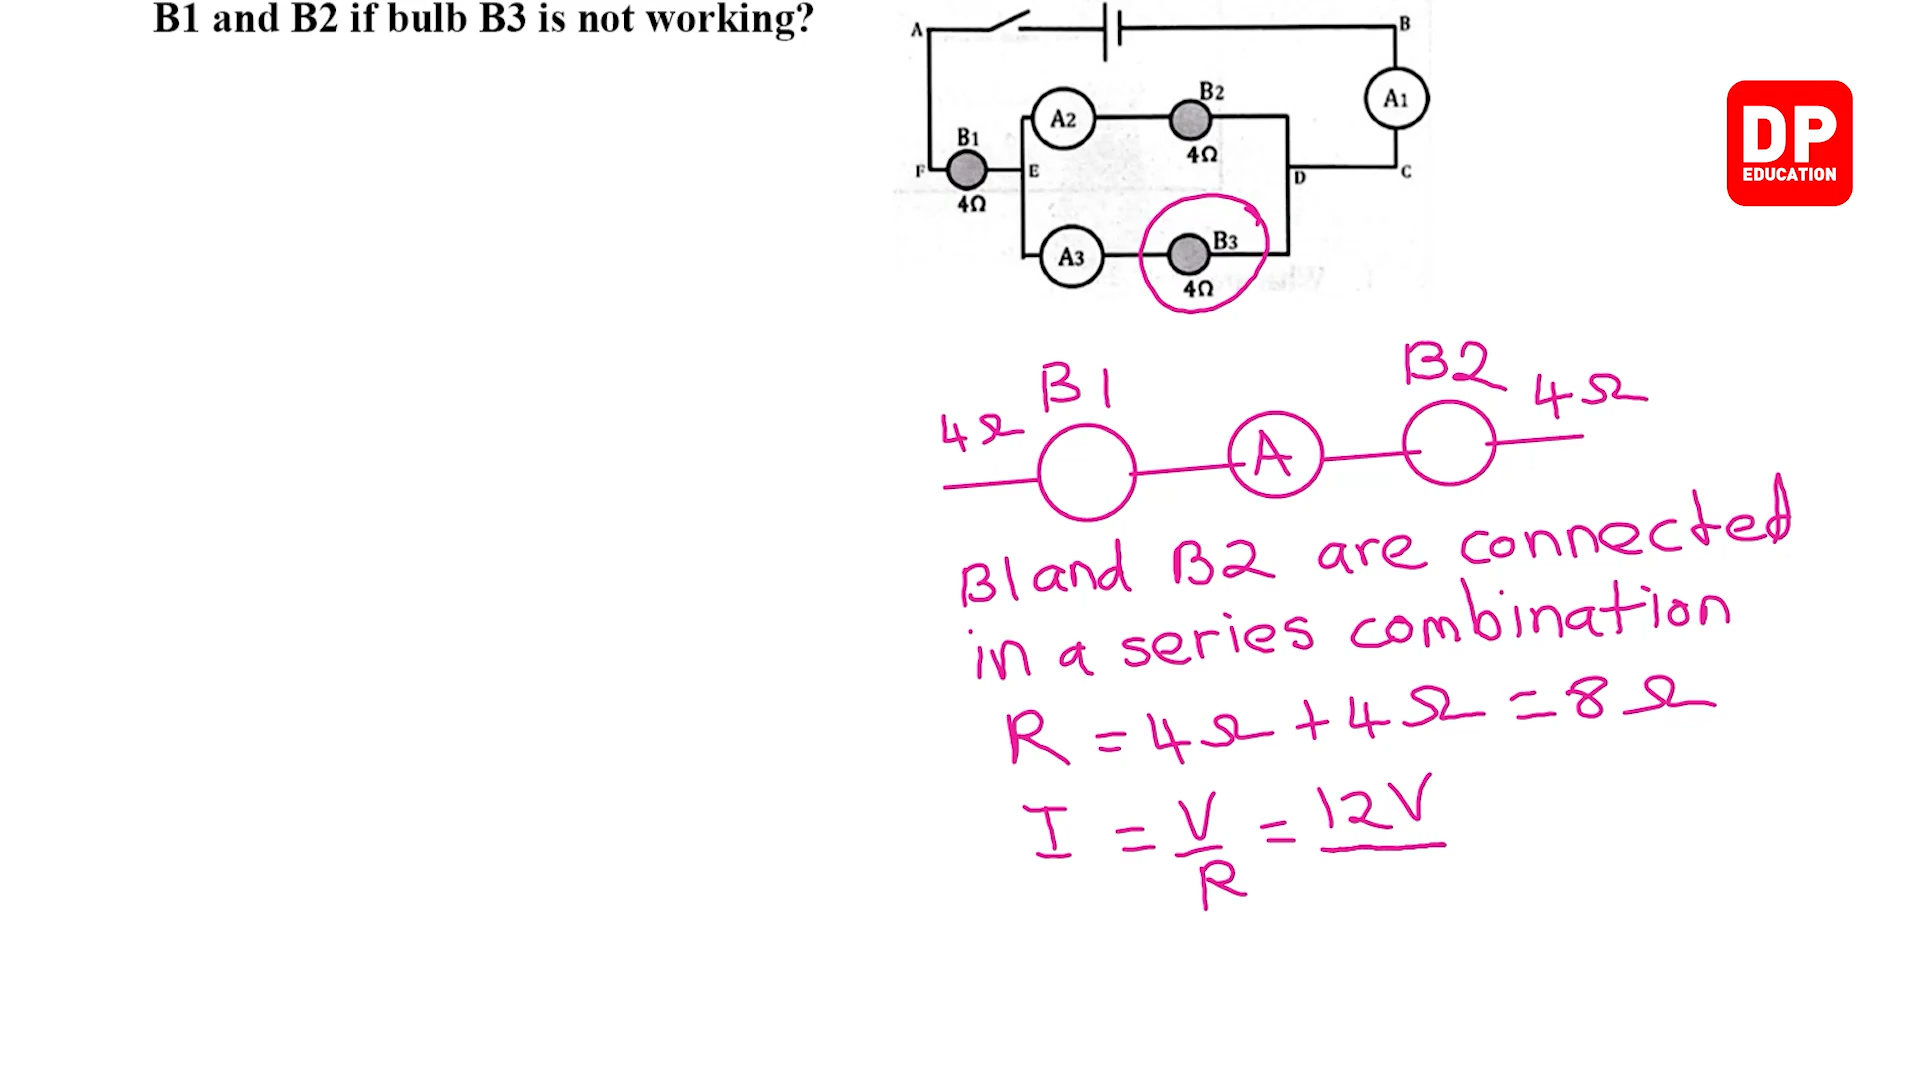 B1 and B2 if bulb B3 is not working?
A
B
A1
B2
A2
4Ω
B1
F
E
D
C
4Ω
B3
A3
4Ω
DP
EDUCATION
B1
B2
4Ω
4Ω
A
B1 and B2 are connected
in a series combination
R = 4Ω + 4Ω = 8Ω
I = V/R = 12V